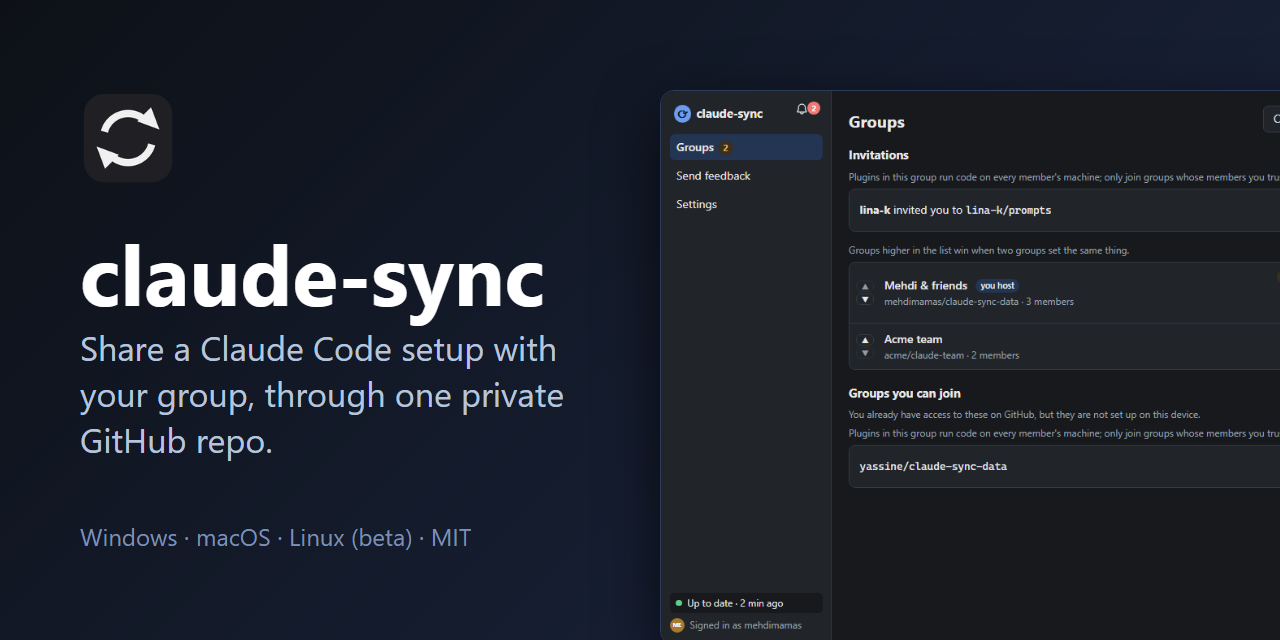 claude-sync
Share a Claude Code setup with
your group, through one private
GitHub repo.
Windows · macOS · Linux (beta) · MIT
claude-sync
2
Groups 2
Send feedback
Settings
Up to date · 2 min ago
Signed in as mehdimamas
Groups
Invitations
Plugins in this group run code on every member's machine; only join groups whose members you tru
lina-k invited you to lina-k/prompts
Groups higher in the list win when two groups set the same thing.
Mehdi & friends you host
mehdimamas/claude-sync-data · 3 members
Acme team
acme/claude-team · 2 members
Groups you can join
You already have access to these on GitHub, but they are not set up on this device.
Plugins in this group run code on every member's machine; only join groups whose members you tru
yassine/claude-sync-data